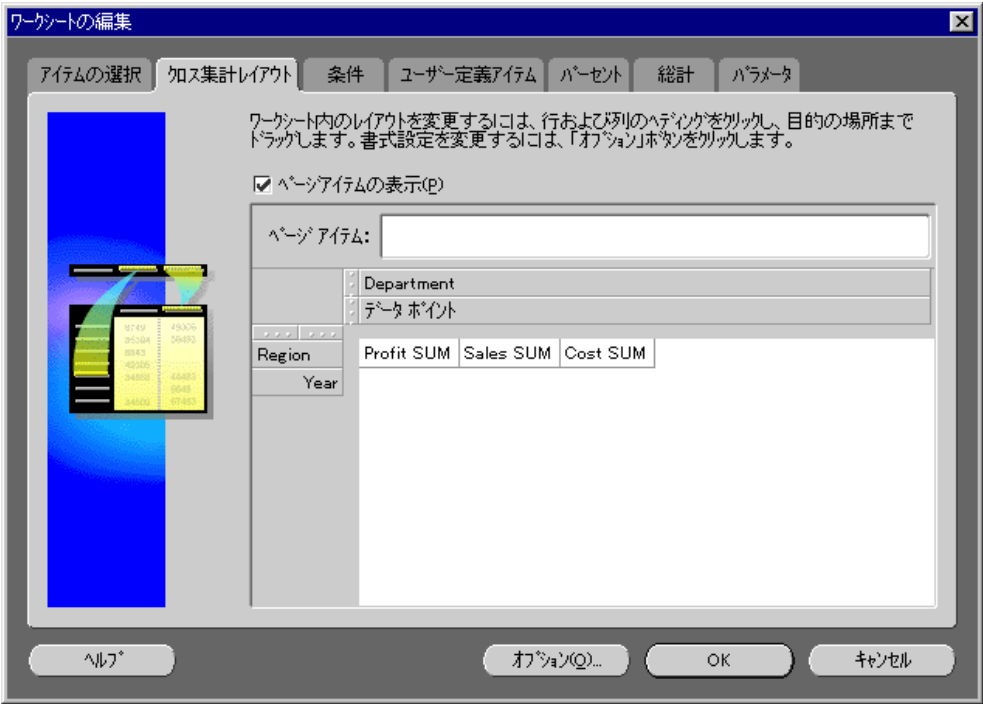 ワークシートの編集
アイテムの選択
クロス集計レイアウト
条件
ユーザー定義アイテム
パーセント
総計
パラメータ
ワークシート内のレイアウトを変更するには、行および列のヘディングをクリックし、目的の場所まで
ドラッグします。書式設定を変更するには、「オプション」ボタンをクリックします。
ページアイテムの表示(P)
ページアイテム:
Department
データポイント
Region
Profit SUM
Sales SUM
Cost SUM
Year
ヘルプ
オプション(O)...
OK
キャンセル